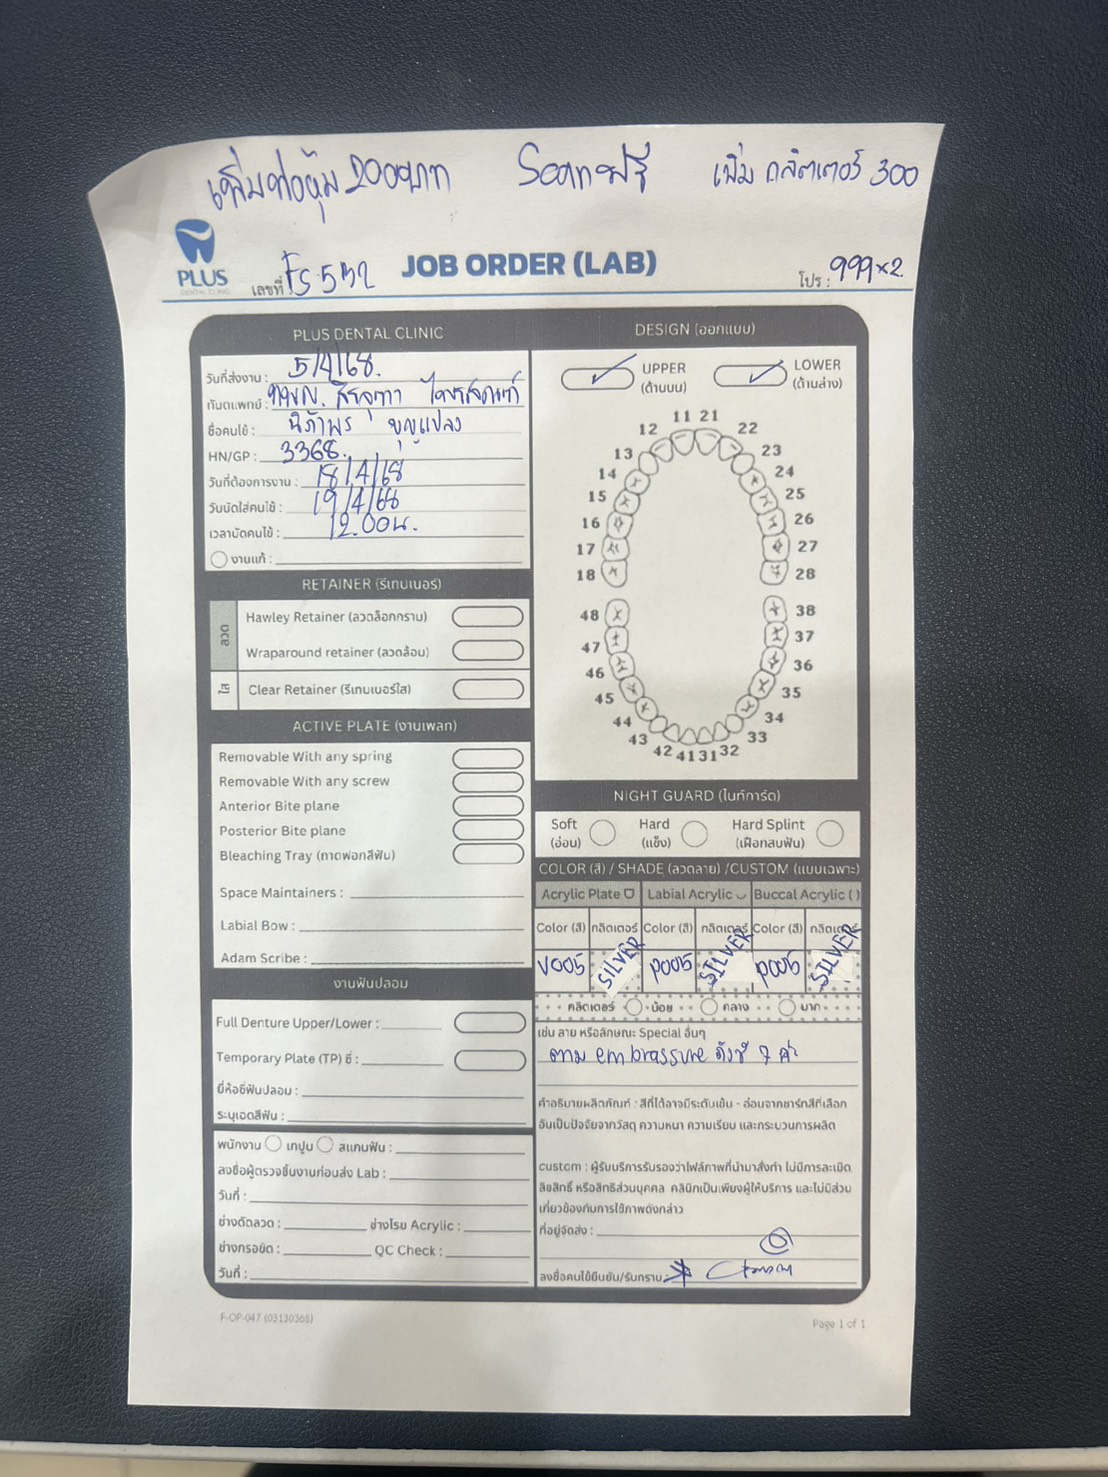 เพิ่มท่อหุ้ม 200บาท Scanฟรี เพิ่ม กลิตเตอร์ 300
PLUS
DENTAL CLINIC
เลขที่ FS 532 JOB ORDER (LAB) โปร : 999x2
PLUS DENTAL CLINIC
วันที่ส่งงาน : 5/4/68.
ทันตแพทย์ : ทพญ.
ชื่อคนไข้ : นิภาพร บุญแปลง
HN/GP : 3368.
วันที่ต้องการงาน : 18/4/68
วันนัดใส่คนไข้ : 19/4/68
เวลานัดคนไข้ : 12.00น.
งานแก้ :
RETAINER (รีเทนเนอร์)
ลวด
Hawley Retainer (ลวดล็อกกราม)
Wraparound retainer (ลวดล้อม)
ใส
Clear Retainer (รีเทนเนอร์ใส)
ACTIVE PLATE (งานเพลท)
Removable With any spring
Removable With any screw
Anterior Bite plane
Posterior Bite plane
Bleaching Tray (ถาดฟอกสีฟัน)
Space Maintainers :
Labial Bow :
Adam Scribe :
งานฟันปลอม
Full Denture Upper/Lower :
Temporary Plate (TP) ซี่ :
ยี่ห้อซี่ฟันปลอม :
ระบุเฉดสีฟัน :
พนักงาน เทปูน สแกนฟัน :
ลงชื่อผู้ตรวจชิ้นงานก่อนส่ง Lab :
วันที่ :
ช่างดัดลวด : ช่างโรย Acrylic :
ช่างกรอขัด : QC Check :
วันที่ :
DESIGN (ออกแบบ)
UPPER (ด้านบน) LOWER (ด้านล่าง)
11 21
12 22
13 23
14 24
15 25
16 26
17 27
18 28
48 38
47 37
46 36
45 35
44 34
43 33
42 41 31 32
NIGHT GUARD (ไนท์การ์ด)
Soft (อ่อน) Hard (แข็ง) Hard Splint (เฝือกสบฟัน)
COLOR (สี) / SHADE (ลวดลาย) /CUSTOM (แบบเฉพาะ)
Acrylic Plate Labial Acrylic Buccal Acrylic ( )
Color (สี) กลิตเตอร์ Color (สี) กลิตเตอร์ Color (สี) กลิตเตอร์
V005 SILVER P005 SILVER P005 SILVER
กลิตเตอร์ น้อย กลาง มาก
เช่น ลาย หรือลักษณะ Special อื่นๆ
ตาม embrassure
คำอธิบายผลิตภัณฑ์ : สีที่ได้อาจมีระดับเข้ม - อ่อนจากชาร์ทสีที่เลือก
อันเป็นปัจจัยจากวัสดุ ความหนา ความเรียบ และกระบวนการผลิต
custom : ผู้รับบริการรับรองว่าไฟล์ภาพที่นำมาสั่งทำ ไม่มีการละเมิด
ลิขสิทธิ์ หรือสิทธิส่วนบุคคล คลินิกเป็นเพียงผู้ให้บริการ และไม่มีส่วน
เกี่ยวข้องกับการใช้ภาพดังกล่าว
ที่อยู่จัดส่ง :
ลงชื่อคนไข้ยืนยัน/รับทราบ
F-OP-047 (03130368)
Page 1 of 1